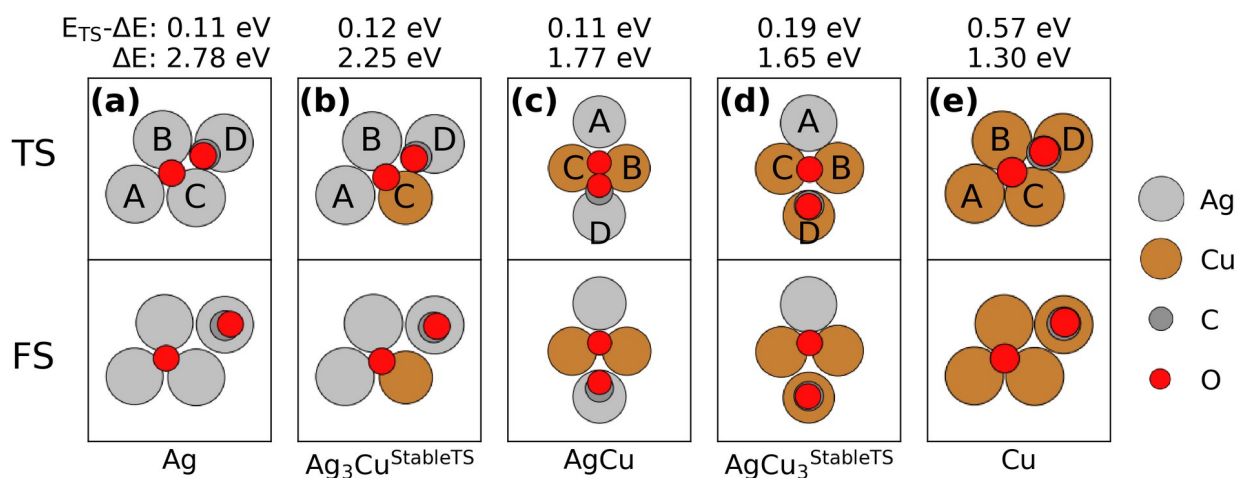 E_TS-ΔE: 0.11 eV 0.12 eV 0.11 eV 0.19 eV 0.57 eV
ΔE: 2.78 eV 2.25 eV 1.77 eV 1.65 eV 1.30 eV
(a) (b) (c) (d) (e)
TS
B D A C
B D A C
A C B D
A C B D
B D A C
FS
Ag
Cu
C
O
Ag Ag₃Cu^StableTS AgCu AgCu₃^StableTS Cu